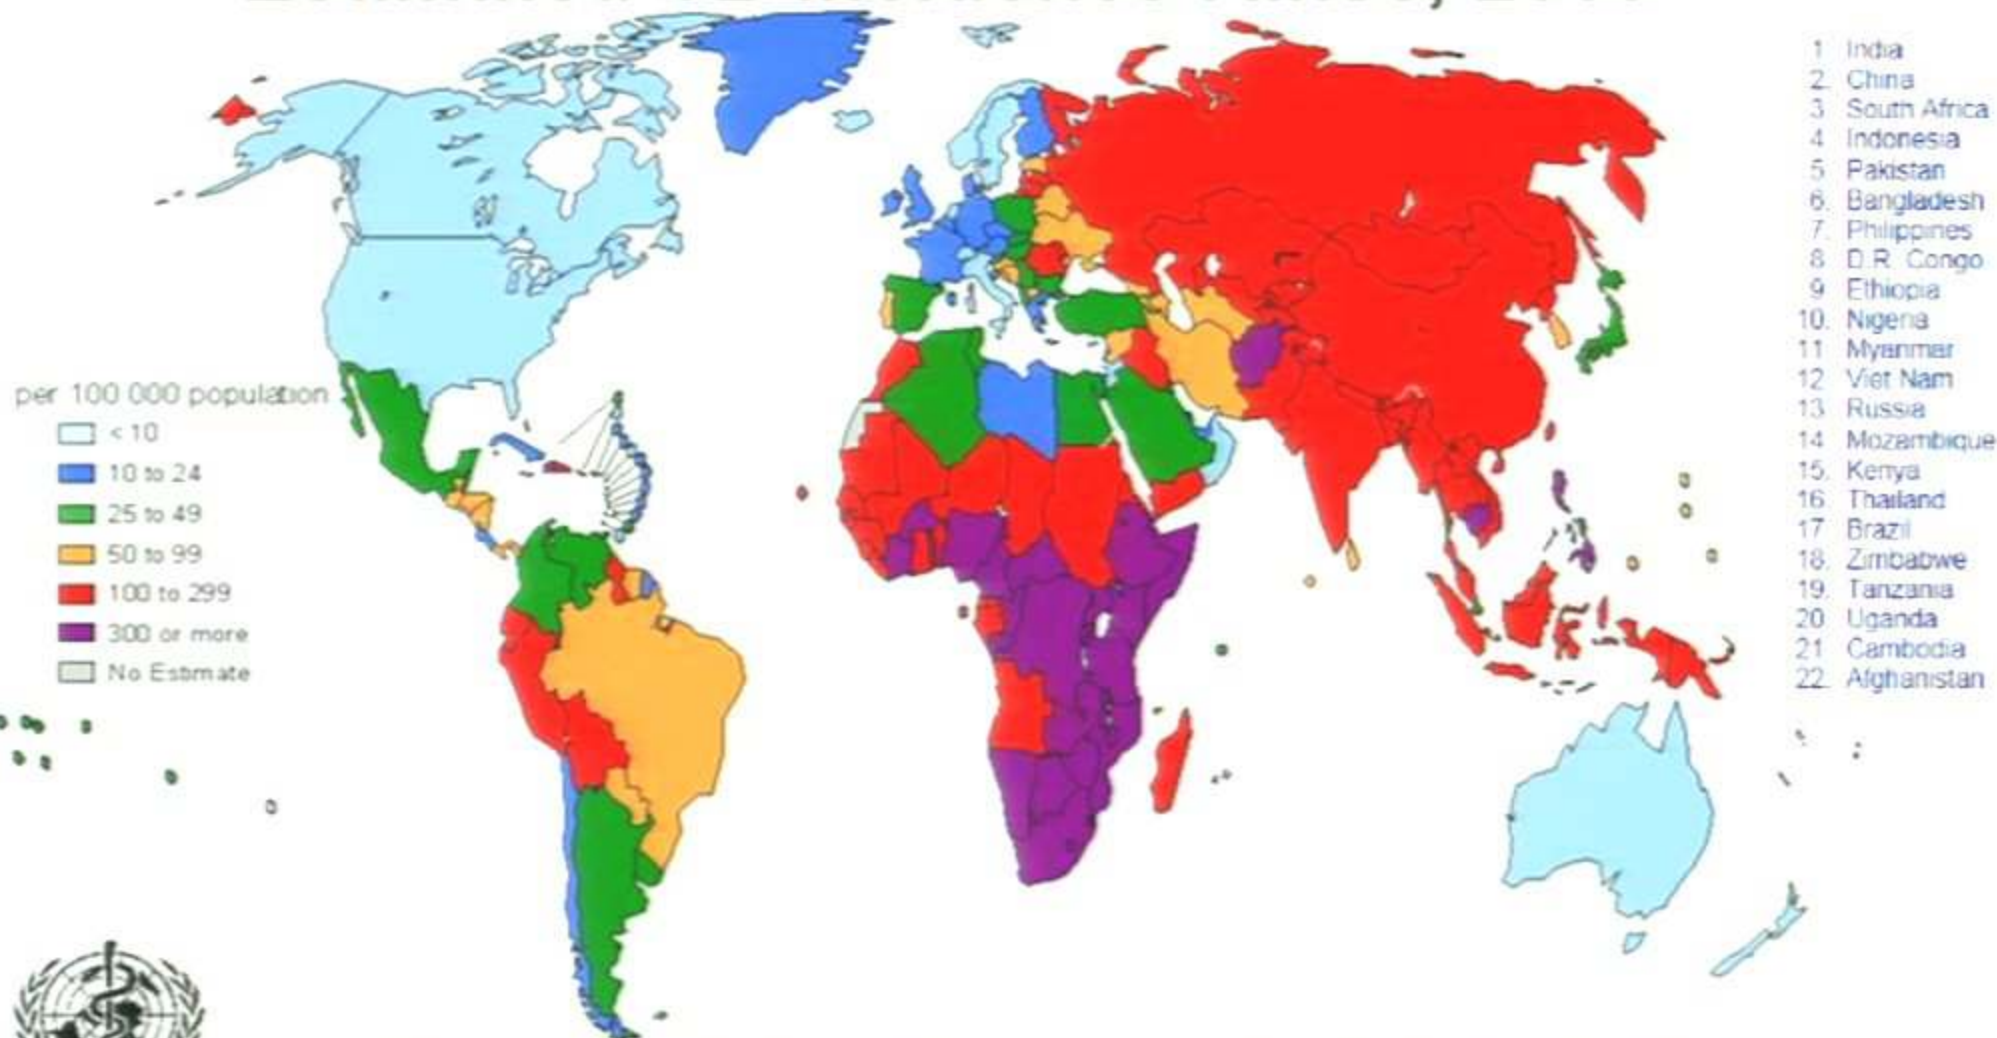 per 100 000 population
< 10
10 to 24
25 to 49
50 to 99
100 to 299
300 or more
No Estimate
1 India
2. China
3 South Africa
4 Indonesia
5 Pakistan
6. Bangladesh
7. Philippines
8 D.R. Congo
9 Ethiopia
10. Nigeria
11 Myanmar
12 Viet Nam
13 Russia
14 Mozambique
15. Kenya
16 Thailand
17 Brazil
18. Zimbabwe
19. Tanzania
20 Uganda
21 Cambodia
22. Afghanistan